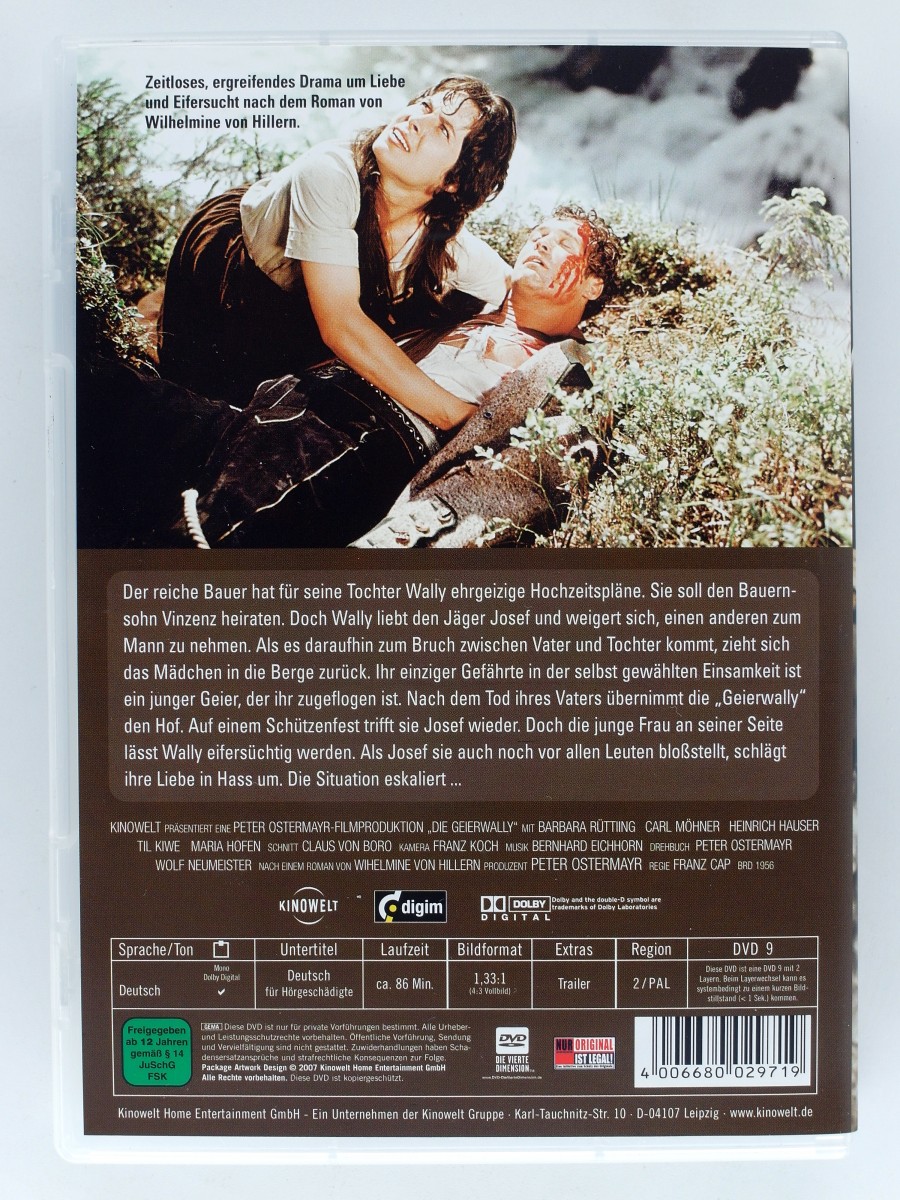 Zeitloses, ergreifendes Drama um Liebe
und Eifersucht nach dem Roman von
Wilhelmine von Hillern.
Der reiche Bauer hat für seine Tochter Wally ehrgeizige Hochzeitspläne. Sie soll den Bauern-
sohn Vinzenz heiraten. Doch Wally liebt den Jäger Josef und weigert sich, einen anderen zum
Mann zu nehmen. Als es daraufhin zum Bruch zwischen Vater und Tochter kommt, zieht sich
das Mädchen in die Berge zurück. Ihr einziger Gefährte in der selbst gewählten Einsamkeit ist
ein junger Geier, der ihr zugeflogen ist. Nach dem Tod ihres Vaters übernimmt die „Geierwally“
den Hof. Auf einem Schützenfest trifft sie Josef wieder. Doch die junge Frau an seiner Seite
lässt Wally eifersüchtig werden. Als Josef sie auch noch vor allen Leuten bloßstellt, schlägt
ihre Liebe in Hass um. Die Situation eskaliert ...
KINOWELT PRÄSENTIERT EINE PETER OSTERMAYR-FILMPRODUKTION „DIE GEIERWALLY“ MIT BARBARA RÜTTING CARL MÖHNER HEINRICH HAUSER
TIL KIWE MARIA HOFEN SCHNITT CLAUS VON BORO KAMERA FRANZ KOCH MUSIK BERNHARD EICHHORN DREHBUCH PETER OSTERMAYR
WOLF NEUMEISTER NACH EINEM ROMAN VON WIHELMINE VON HILLERN PRODUZENT PETER OSTERMAYR REGIE FRANZ CAP BRD 1956
KINOWELT
digim
DOLBY
DIGITAL
Dolby and the double-D symbol are
trademarks of Dolby Laboratories
Sprache/Ton Untertitel Laufzeit Bildformat Extras Region DVD 9
Mono
Dolby Digital
Deutsch
Deutsch
für Hörgeschädigte
ca. 86 Min.
1,33:1
(4:3 Vollbild)
Trailer
2/PAL
Diese DVD ist eine DVD 9 mit 2
Layern. Beim Layerwechsel kann es
systembedingt zu einem kurzen Bild-
stillstand (< 1 Sek.) kommen.
Freigegeben
ab 12 Jahren
gemäß § 14
JuSchG
FSK
GEMA Diese DVD ist nur für private Vorführungen bestimmt. Alle Urheber-
und Leistungsschutzrechte vorbehalten. Öffentliche Vorführung, Sendung
und Vervielfältigung sind nicht gestattet. Zuwiderhandlungen haben Scha-
densersatzansprüche und strafrechtliche Konsequenzen zur Folge.
Package Artwork Design © 2007 Kinowelt Home Entertainment GmbH
Alle Rechte vorbehalten. Diese DVD ist kopiergeschützt.
DVD
VIDEO
DIE VIERTE
DIMENSION...
NUR ORIGINAL
IST LEGAL!
4 006680 029719
Kinowelt Home Entertainment GmbH - Ein Unternehmen der Kinowelt Gruppe · Karl-Tauchnitz-Str. 10 · D-04107 Leipzig · www.kinowelt.de